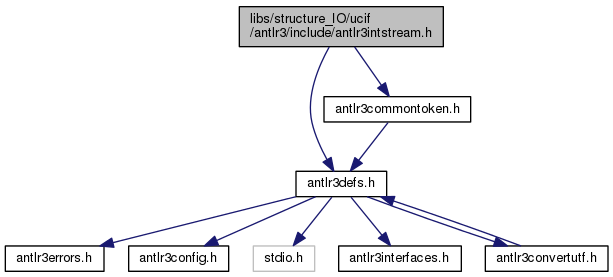 libs/structure_IO/ucif
/antlr3/include/antlr3intstream.h
antlr3commontoken.h
antlr3defs.h
antlr3errors.h
antlr3config.h
stdio.h
antlr3interfaces.h
antlr3convertutf.h